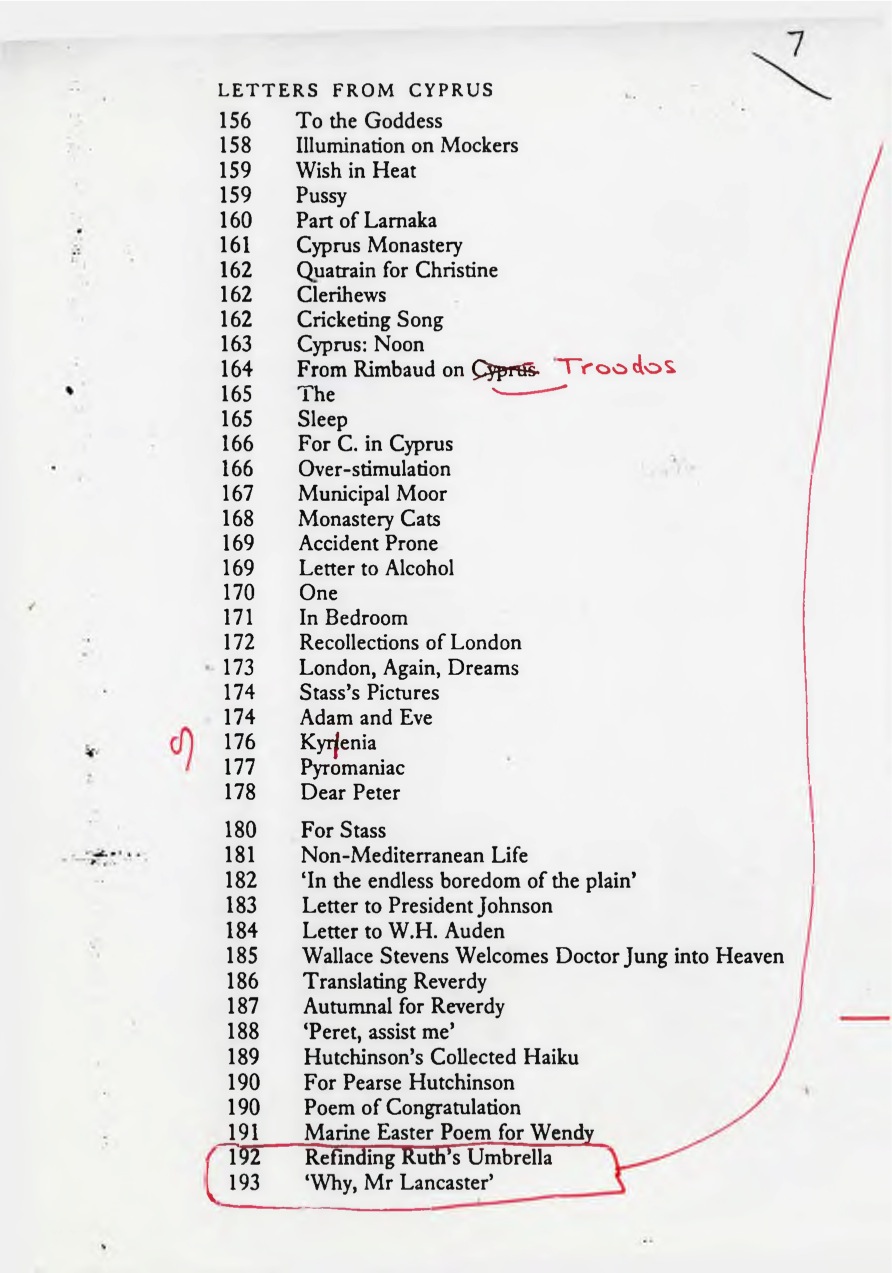 7
LETTERS FROM CYPRUS
156 To the Goddess
158 Illumination on Mockers
159 Wish in Heat
159 Pussy
160 Part of Larnaka
161 Cyprus Monastery
162 Quatrain for Christine
162 Clerihews
162 Cricketing Song
163 Cyprus: Noon
164 From Rimbaud on Cyprus Troodos
165 The
165 Sleep
166 For C. in Cyprus
166 Over-stimulation
167 Municipal Moor
168 Monastery Cats
169 Accident Prone
169 Letter to Alcohol
170 One
171 In Bedroom
172 Recollections of London
173 London, Again, Dreams
174 Stass's Pictures
174 Adam and Eve
176 Kyrienia
177 Pyromaniac
178 Dear Peter
180 For Stass
181 Non-Mediterranean Life
182 ‘In the endless boredom of the plain’
183 Letter to President Johnson
184 Letter to W.H. Auden
185 Wallace Stevens Welcomes Doctor Jung into Heaven
186 Translating Reverdy
187 Autumnal for Reverdy
188 ‘Peret, assist me’
189 Hutchinson's Collected Haiku
190 For Pearse Hutchinson
190 Poem of Congratulation
191 Marine Easter Poem for Wendy
192 Refinding Ruth's Umbrella
193 ‘Why, Mr Lancaster’